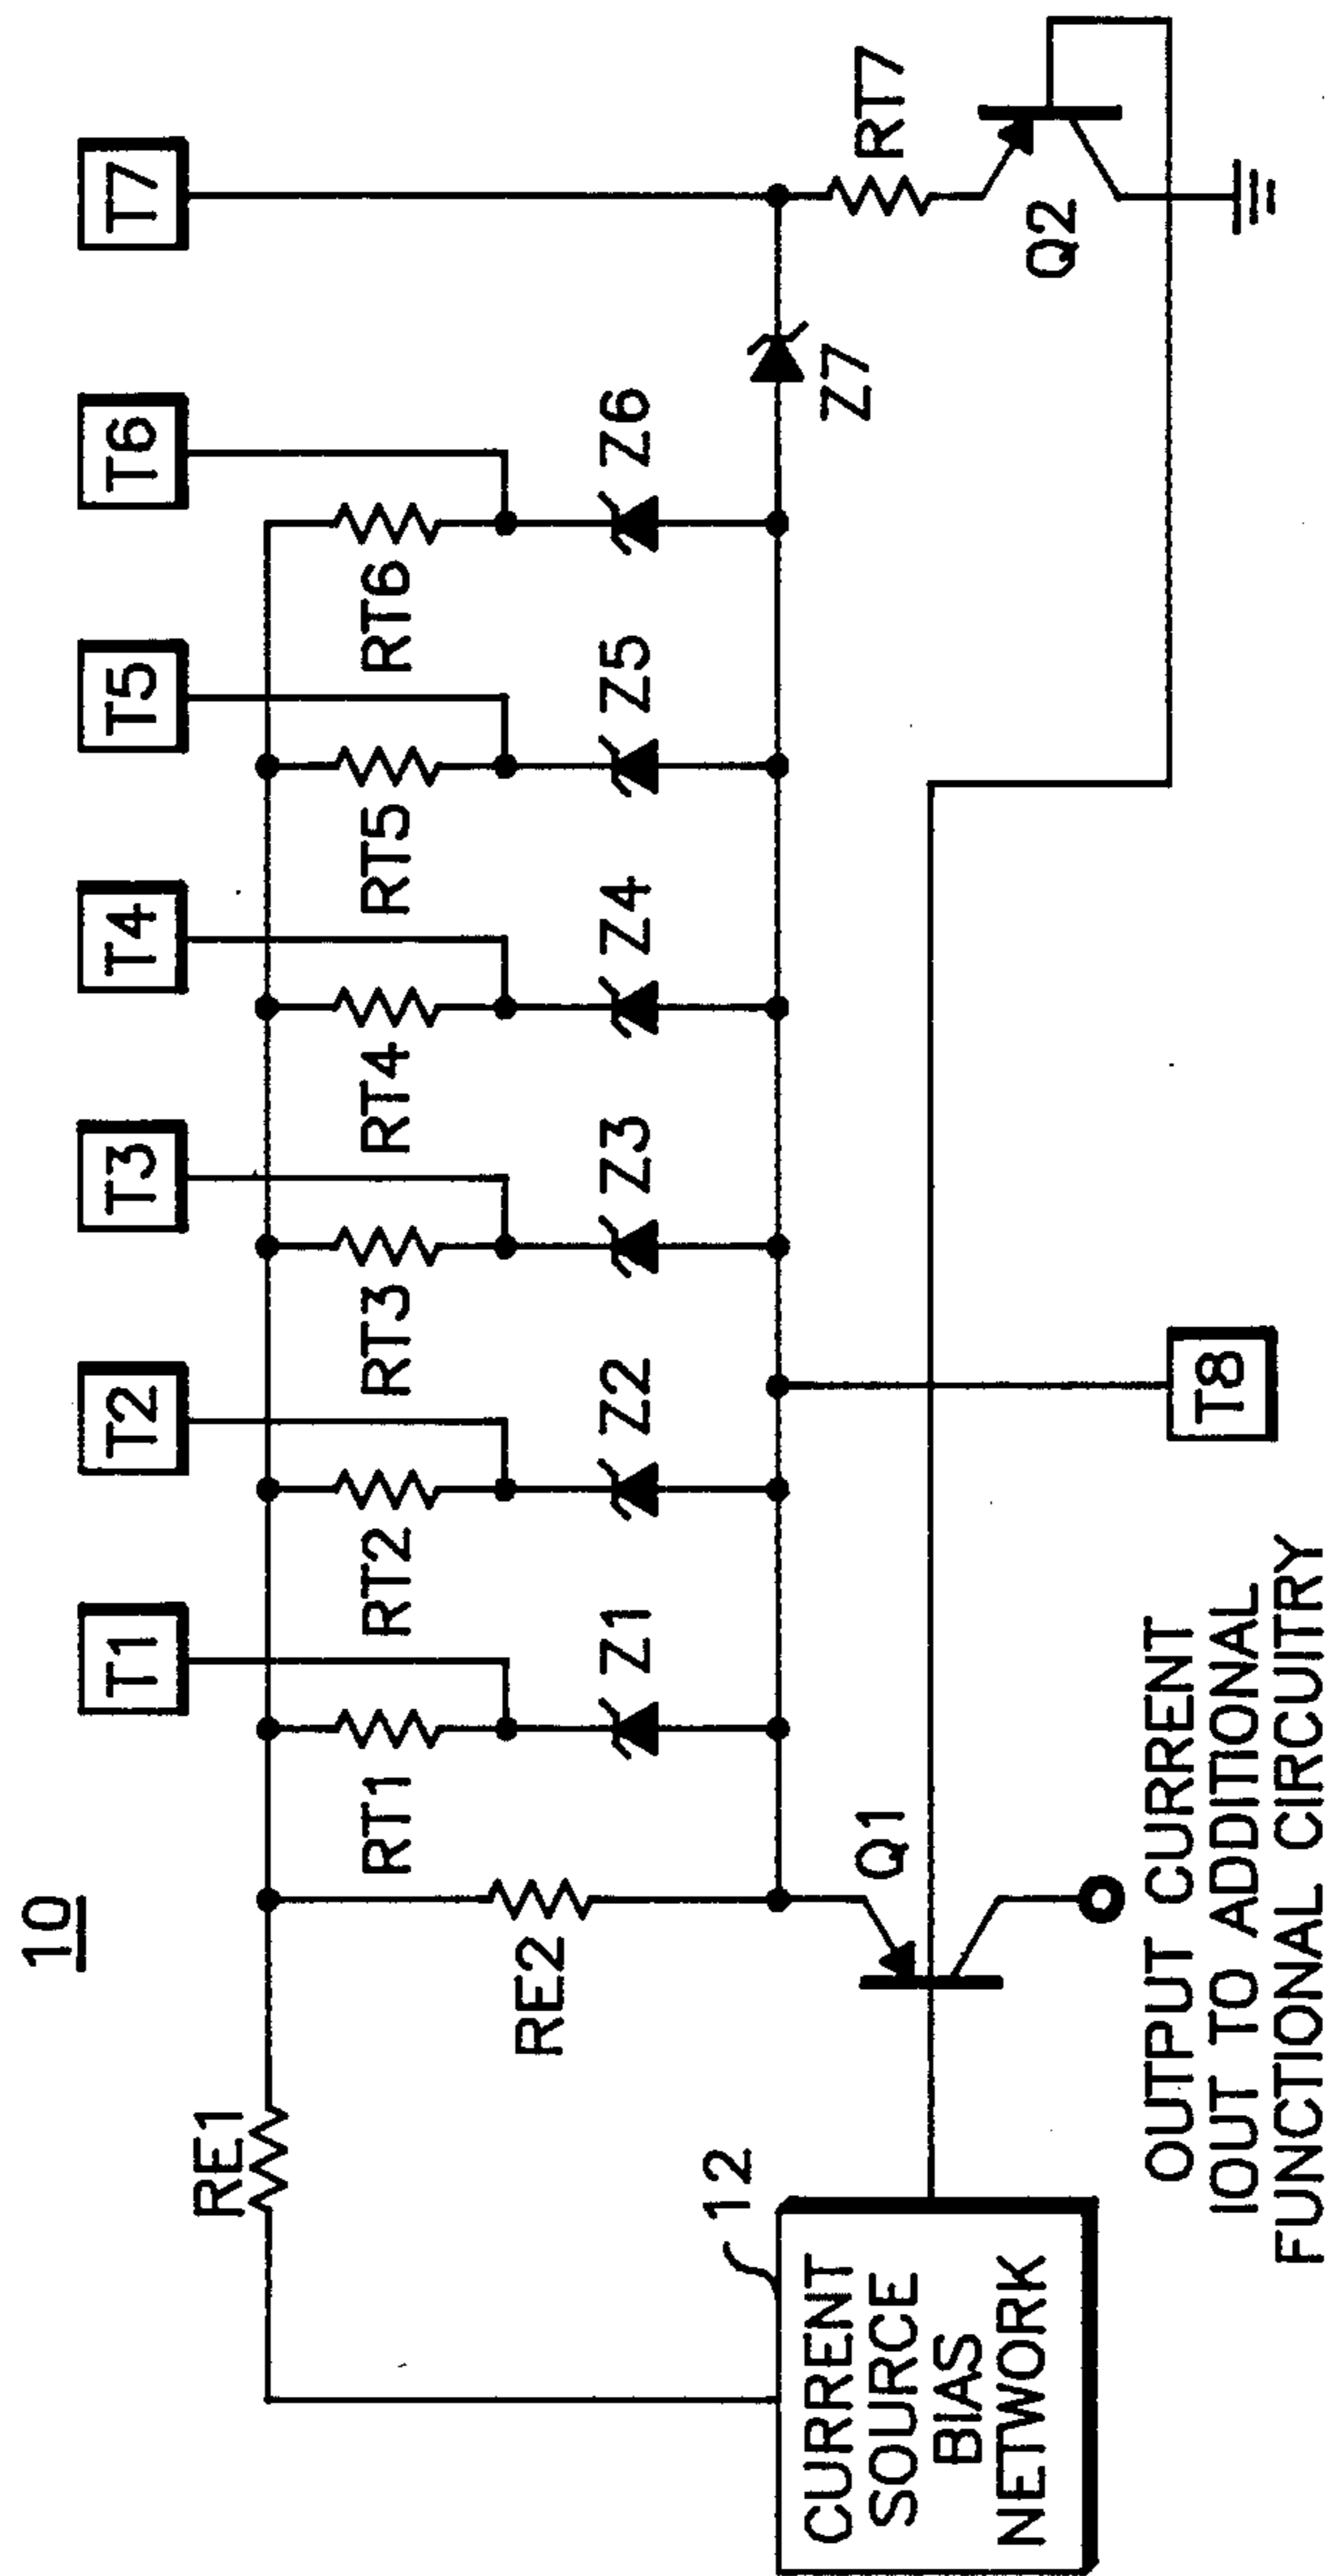 10
T1
T2
T3
T4
T5
T6
T7
RE1
RT1
RT2
RT3
RT4
RT5
RT6
RE2
Z1
Z2
Z3
Z4
Z5
Z6
Z7
RT7
12
Q1
Q2
CURRENT
SOURCE
BIAS
NETWORK
T8
OUTPUT CURRENT
IOUT TO ADDITIONAL
FUNCTIONAL CIRCUITRY